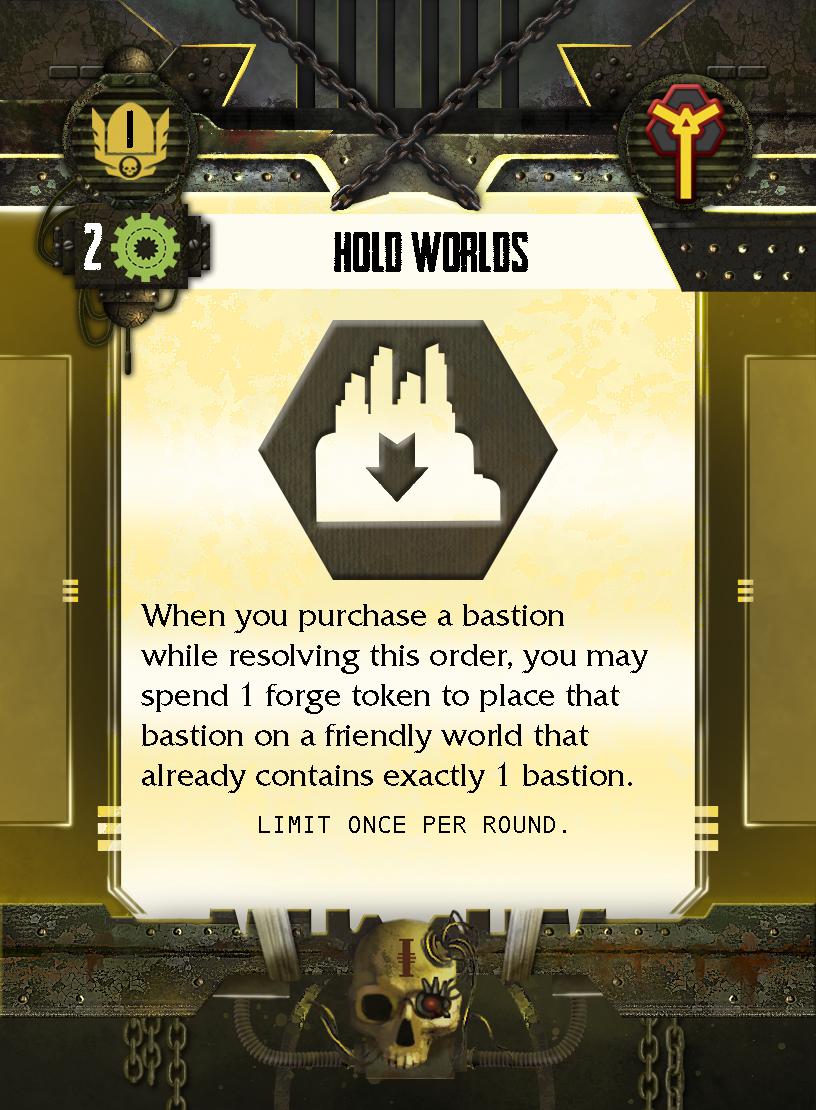 1
2
HOLD WORLDS
When you purchase a bastion
while resolving this order, you may
spend 1 forge token to place that
bastion on a friendly world that
already contains exactly 1 bastion.
LIMIT ONCE PER ROUND.
I